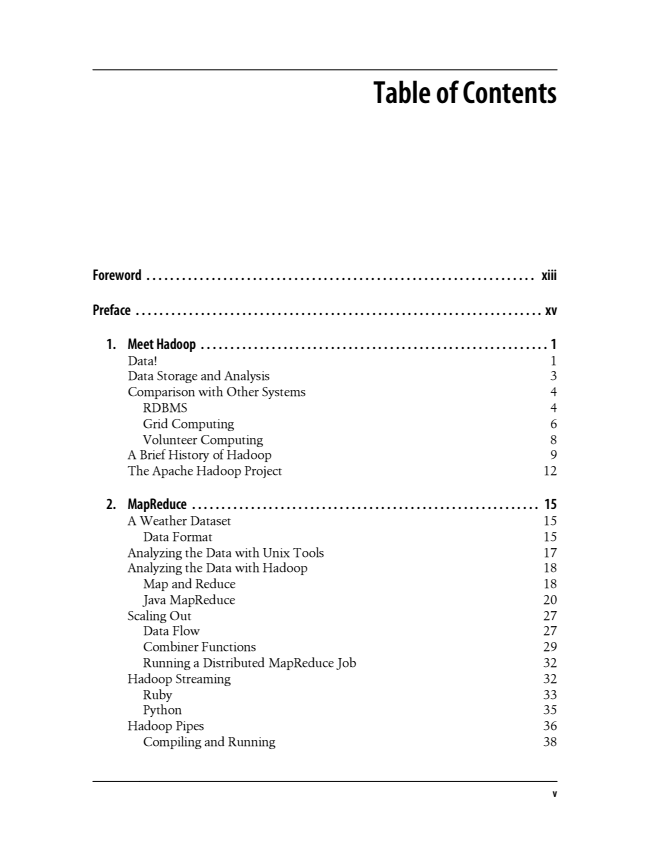 Table of Contents
Foreword . . . . . . . . . . . . . . . . . . . . . . . . . . . . . . . . . . . . . . . . . . . . . . . . . . . . . . . . . . . . . . . . . . xiii
Preface . . . . . . . . . . . . . . . . . . . . . . . . . . . . . . . . . . . . . . . . . . . . . . . . . . . . . . . . . . . . . . . . . . . . . xv
1. Meet Hadoop . . . . . . . . . . . . . . . . . . . . . . . . . . . . . . . . . . . . . . . . . . . . . . . . . . . . . . . . . . . 1
Data! 1
Data Storage and Analysis 3
Comparison with Other Systems 4
RDBMS 4
Grid Computing 6
Volunteer Computing 8
A Brief History of Hadoop 9
The Apache Hadoop Project 12
2. MapReduce . . . . . . . . . . . . . . . . . . . . . . . . . . . . . . . . . . . . . . . . . . . . . . . . . . . . . . . . . . . 15
A Weather Dataset 15
Data Format 15
Analyzing the Data with Unix Tools 17
Analyzing the Data with Hadoop 18
Map and Reduce 18
Java MapReduce 20
Scaling Out 27
Data Flow 27
Combiner Functions 29
Running a Distributed MapReduce Job 32
Hadoop Streaming 32
Ruby 33
Python 35
Hadoop Pipes 36
Compiling and Running 38
v